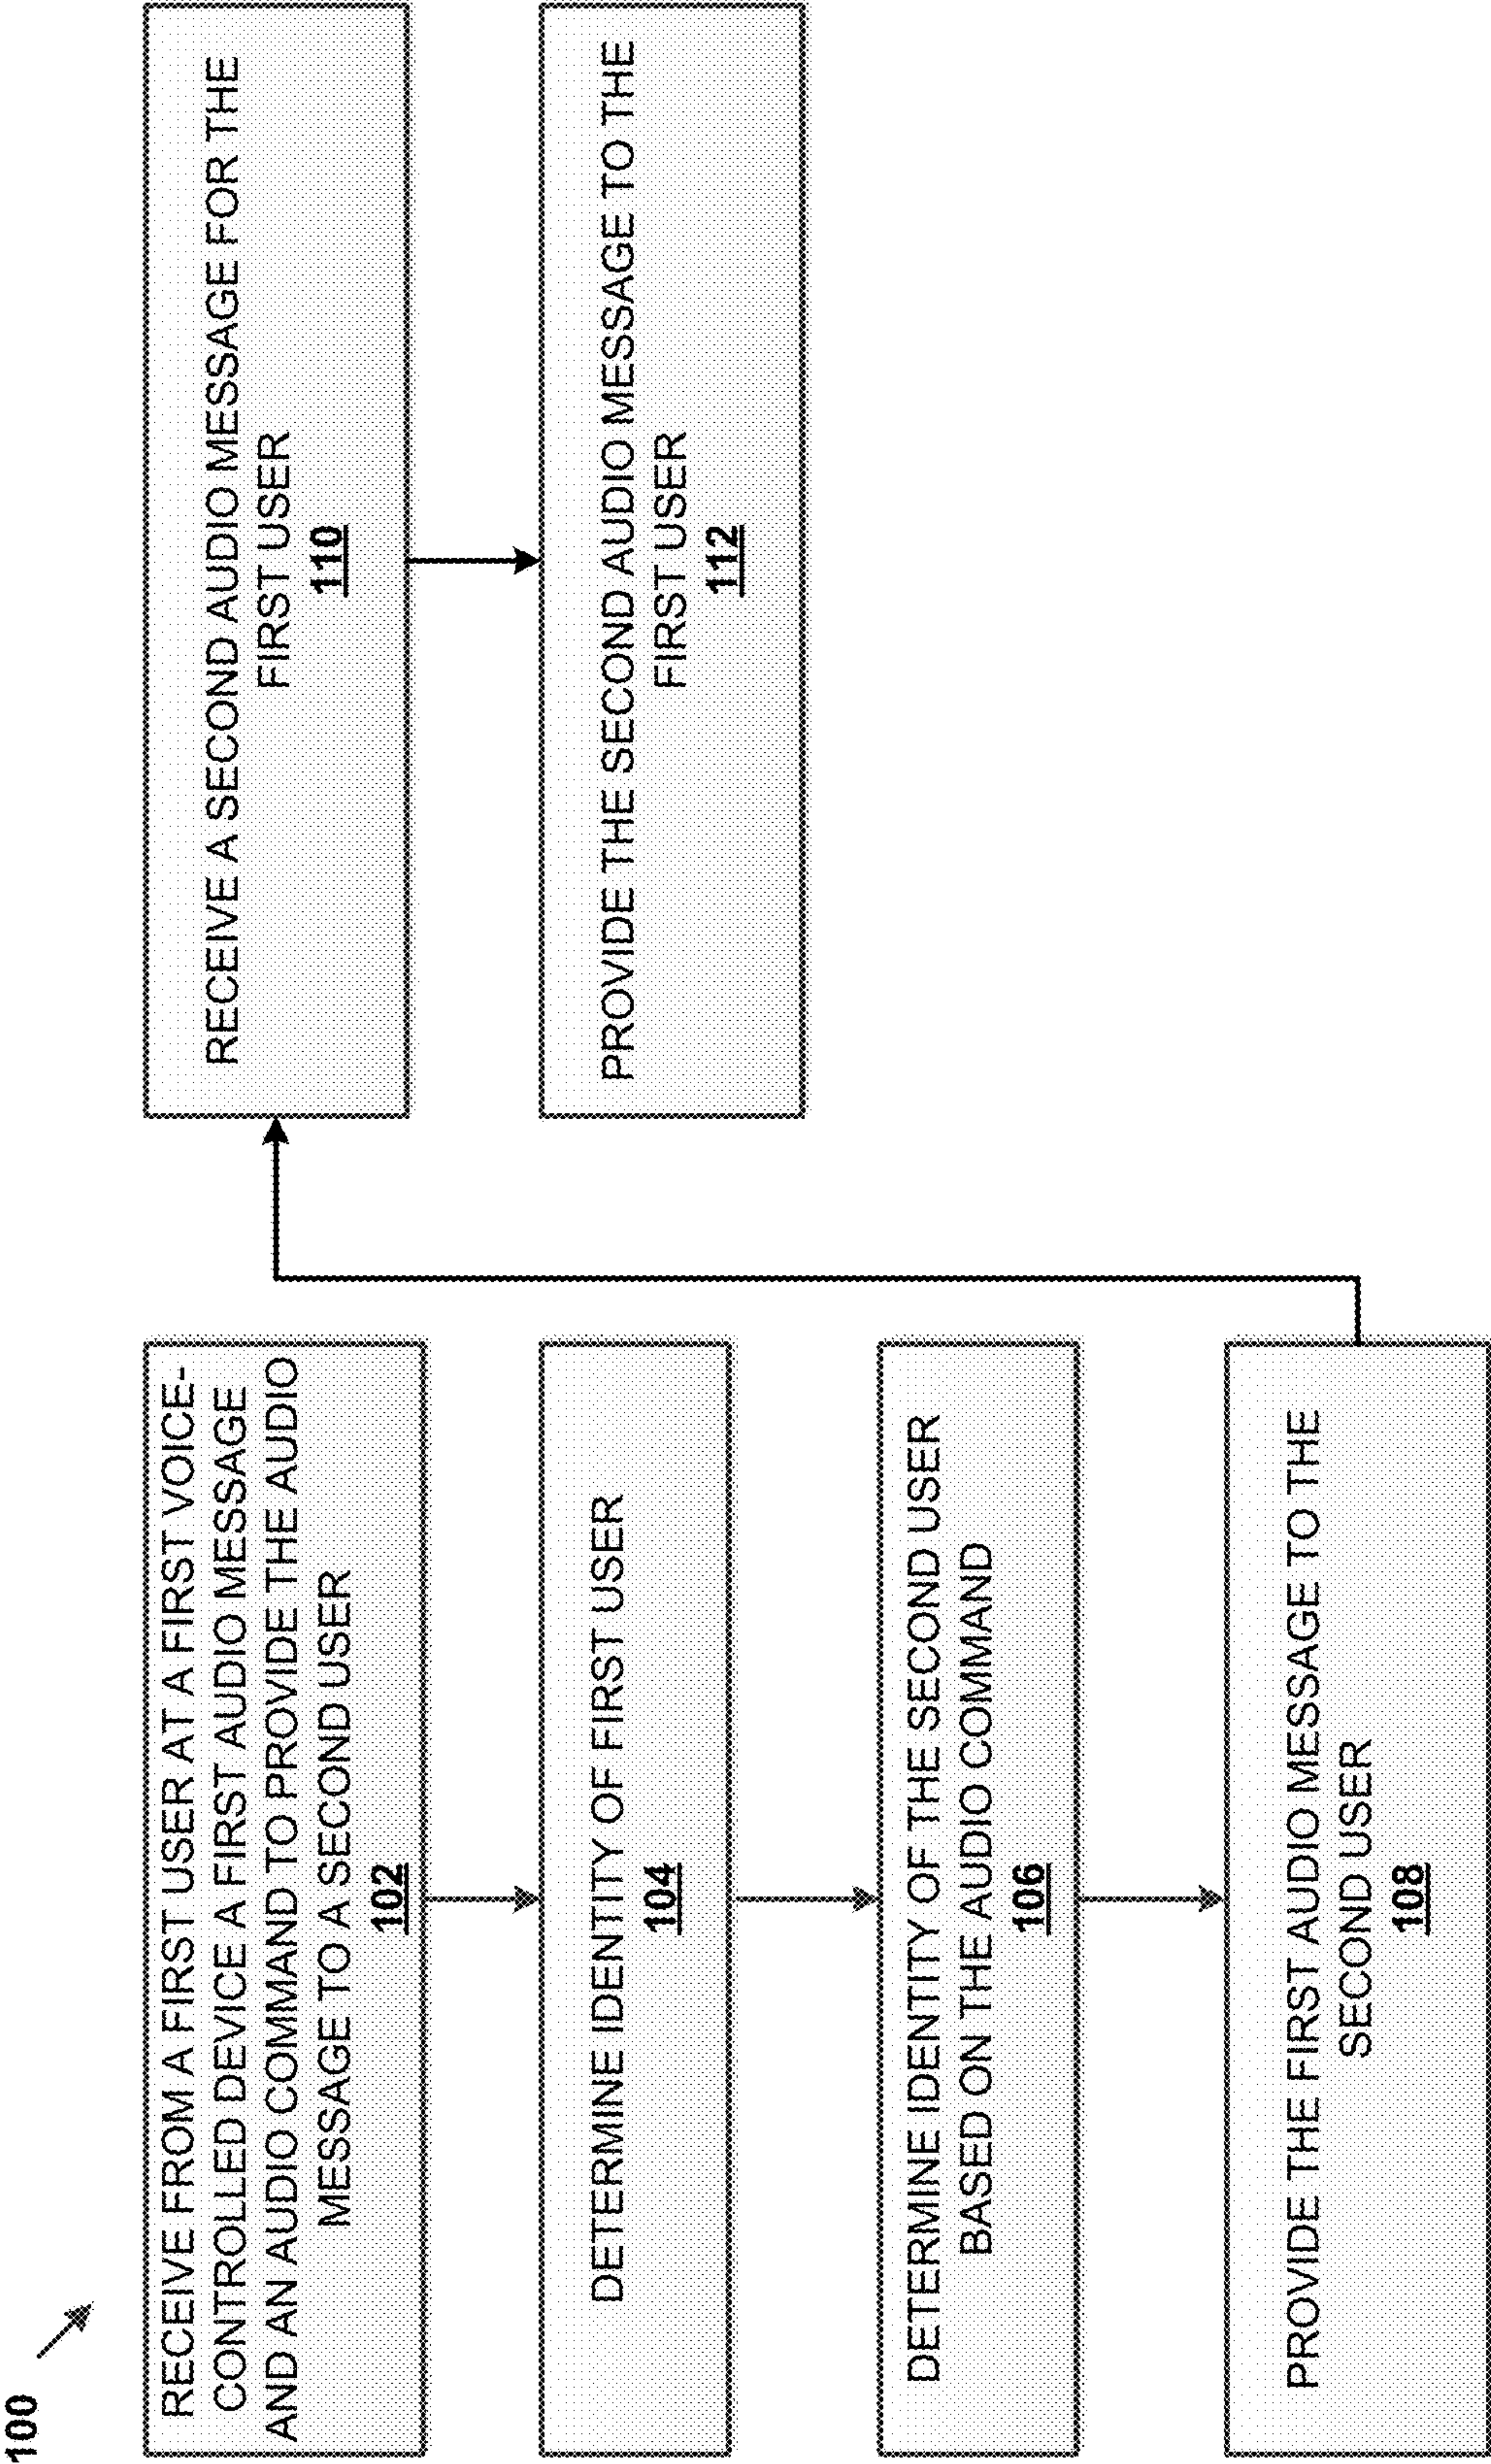 100
RECEIVE FROM A FIRST USER AT A FIRST VOICE-
CONTROLLED DEVICE A FIRST AUDIO MESSAGE
AND AN AUDIO COMMAND TO PROVIDE THE AUDIO
MESSAGE TO A SECOND USER
102
DETERMINE IDENTITY OF FIRST USER
104
DETERMINE IDENTITY OF THE SECOND USER
BASED ON THE AUDIO COMMAND
106
PROVIDE THE FIRST AUDIO MESSAGE TO THE
SECOND USER
108
RECEIVE A SECOND AUDIO MESSAGE FOR THE
FIRST USER
110
PROVIDE THE SECOND AUDIO MESSAGE TO THE
FIRST USER
112